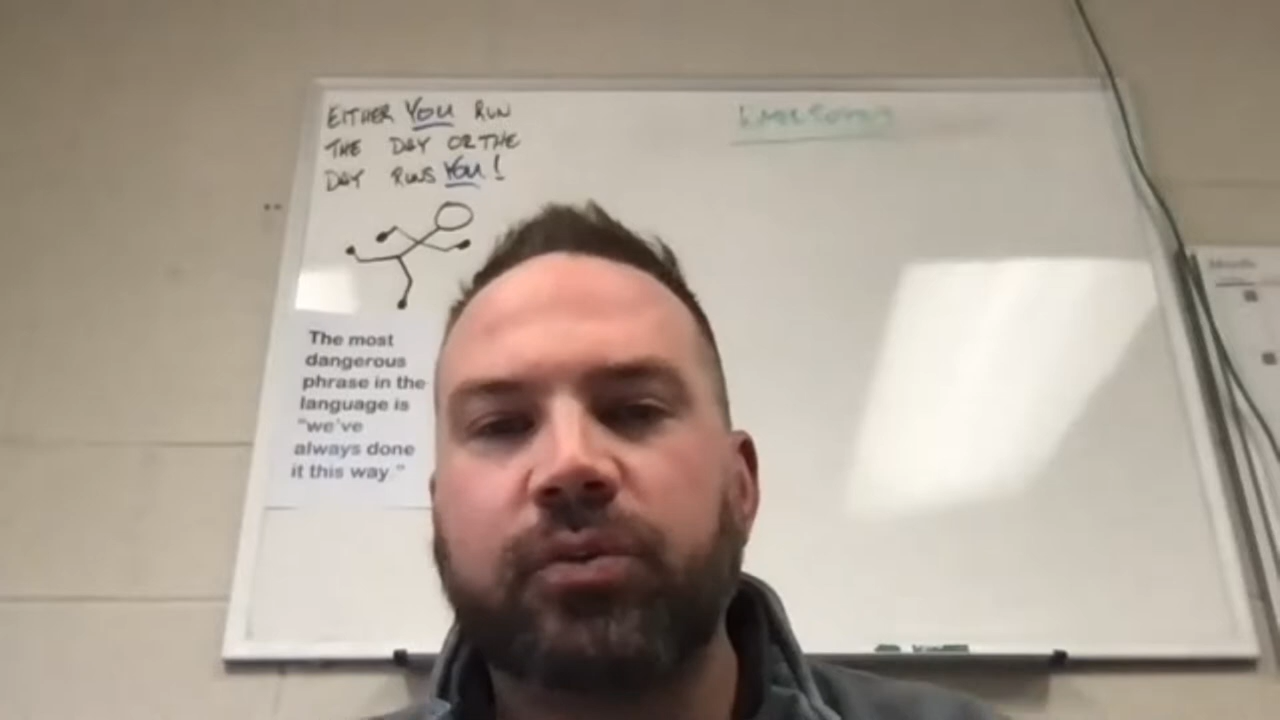 EITHER YOU RUN
THE DAY OR THE
DAY RUNS YOU!
The most
dangerous
phrase in the
language is
"we've
always done
it this way."